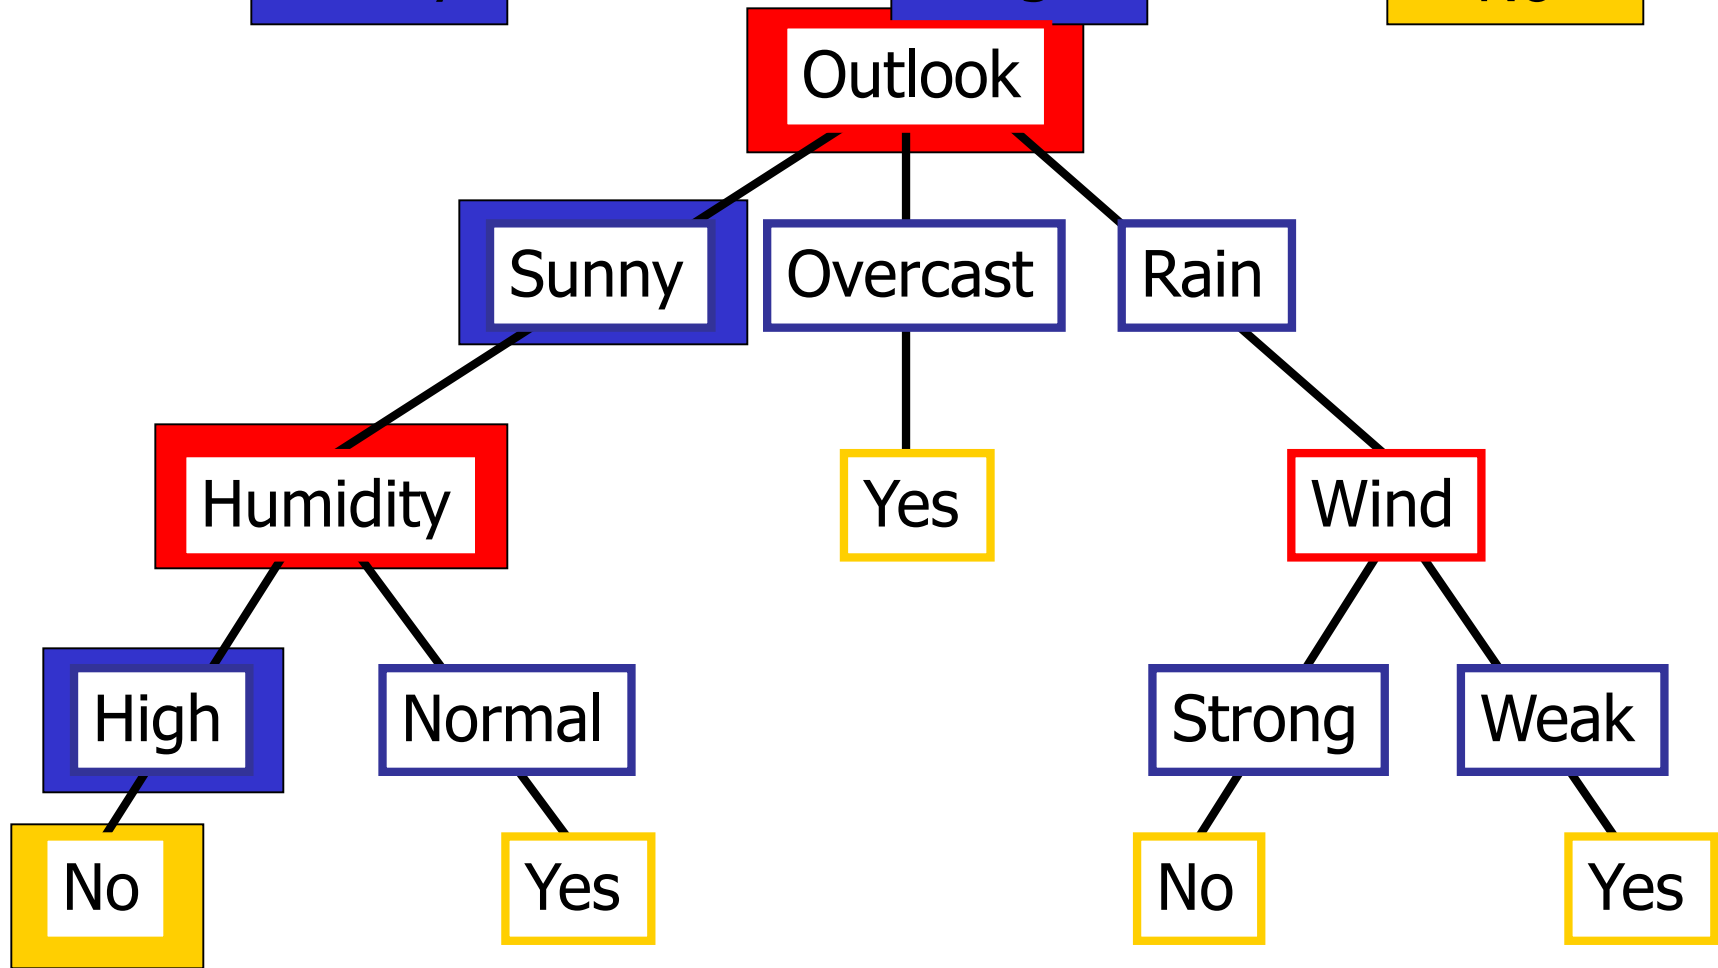 Outlook
Sunny Overcast Rain
Humidity Yes Wind
High Normal Strong Weak
No Yes No Yes